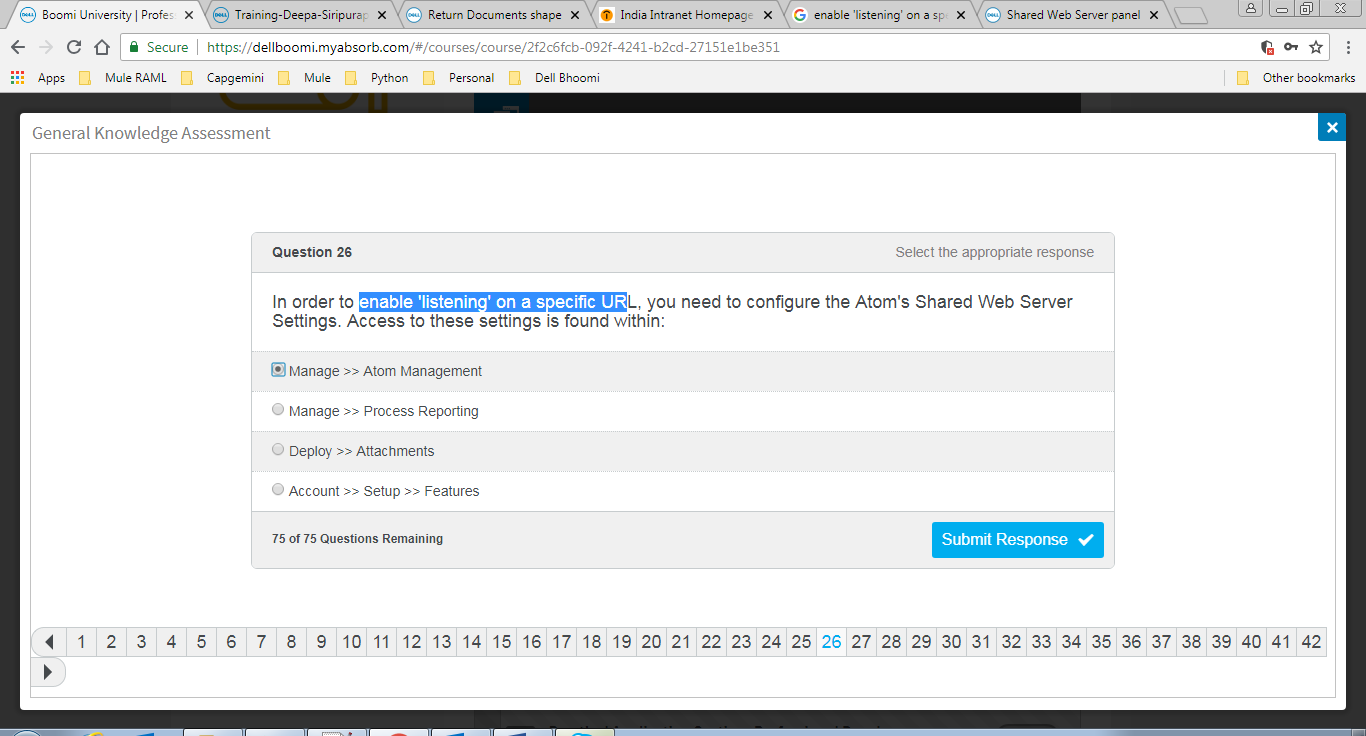 Boomi University | Profes
Training-Deepa-Siripurap
Return Documents shape
India Intranet Homepage
enable 'listening' on a spe
Shared Web Server panel
Secure
https://dellboomi.myabsorb.com/#/courses/course/2f2c6fcb-092f-4241-b2cd-27151e1be351
Apps
Mule RAML
Capgemini
Mule
Python
Personal
Dell Bhoomi
Other bookmarks
General Knowledge Assessment
Question 26
Select the appropriate response
In order to enable 'listening' on a specific URL, you need to configure the Atom's Shared Web Server
Settings. Access to these settings is found within:
Manage >> Atom Management
Manage >> Process Reporting
Deploy >> Attachments
Account >> Setup >> Features
75 of 75 Questions Remaining
Submit Response
1 2 3 4 5 6 7 8 9 10 11 12 13 14 15 16 17 18 19 20 21 22 23 24 25 26 27 28 29 30 31 32 33 34 35 36 37 38 39 40 41 42